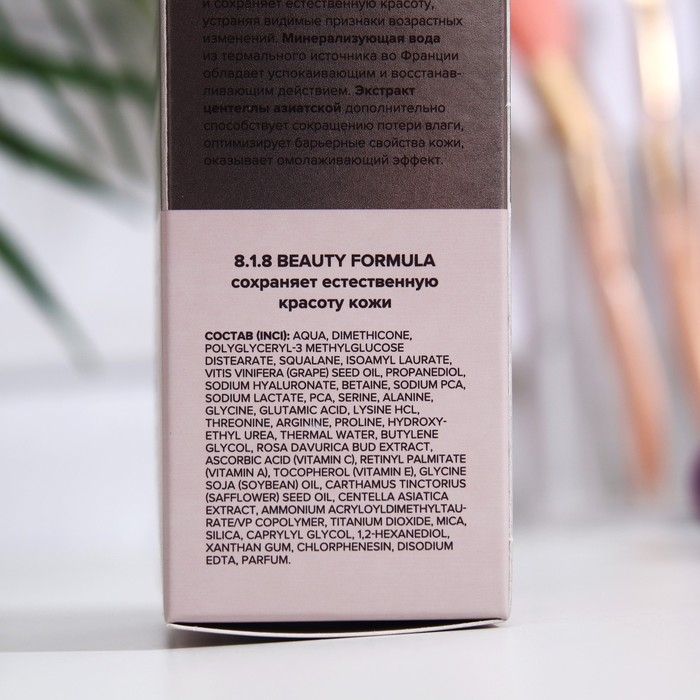 и сохраняет естественную красоту,
устраняя видимые признаки возрастных
изменений. Минерализующая вода
из термального источника во Франции
обладает успокаивающим и восстанав-
ливающим действием. Экстракт
центеллы азиатской дополнительно
способствует сокращению потери влаги,
оптимизирует барьерные свойства кожи,
оказывает омолаживающий эффект.
8.1.8 BEAUTY FORMULA
сохраняет естественную
красоту кожи
СОСТАВ (INCI): AQUA, DIMETHICONE,
POLYGLYCERYL-3 METHYLGLUCOSE
DISTEARATE, SQUALANE, ISOAMYL LAURATE,
VITIS VINIFERA (GRAPE) SEED OIL, PROPANEDIOL,
SODIUM HYALURONATE, BETAINE, SODIUM PCA,
SODIUM LACTATE, PCA, SERINE, ALANINE,
GLYCINE, GLUTAMIC ACID, LYSINE HCL,
THREONINE, ARGININE, PROLINE, HYDROXY-
ETHYL UREA, THERMAL WATER, BUTYLENE
GLYCOL, ROSA DAVURICA BUD EXTRACT,
ASCORBIC ACID (VITAMIN C), RETINYL PALMITATE
(VITAMIN A), TOCOPHEROL (VITAMIN E), GLYCINE
SOJA (SOYBEAN) OIL, CARTHAMUS TINCTORIUS
(SAFFLOWER) SEED OIL, CENTELLA ASIATICA
EXTRACT, AMMONIUM ACRYLOYLDIMETHYLTAU-
RATE/VP COPOLYMER, TITANIUM DIOXIDE, MICA,
SILICA, CAPRYLYL GLYCOL, 1,2-HEXANEDIOL,
XANTHAN GUM, CHLORPHENESIN, DISODIUM
EDTA, PARFUM.